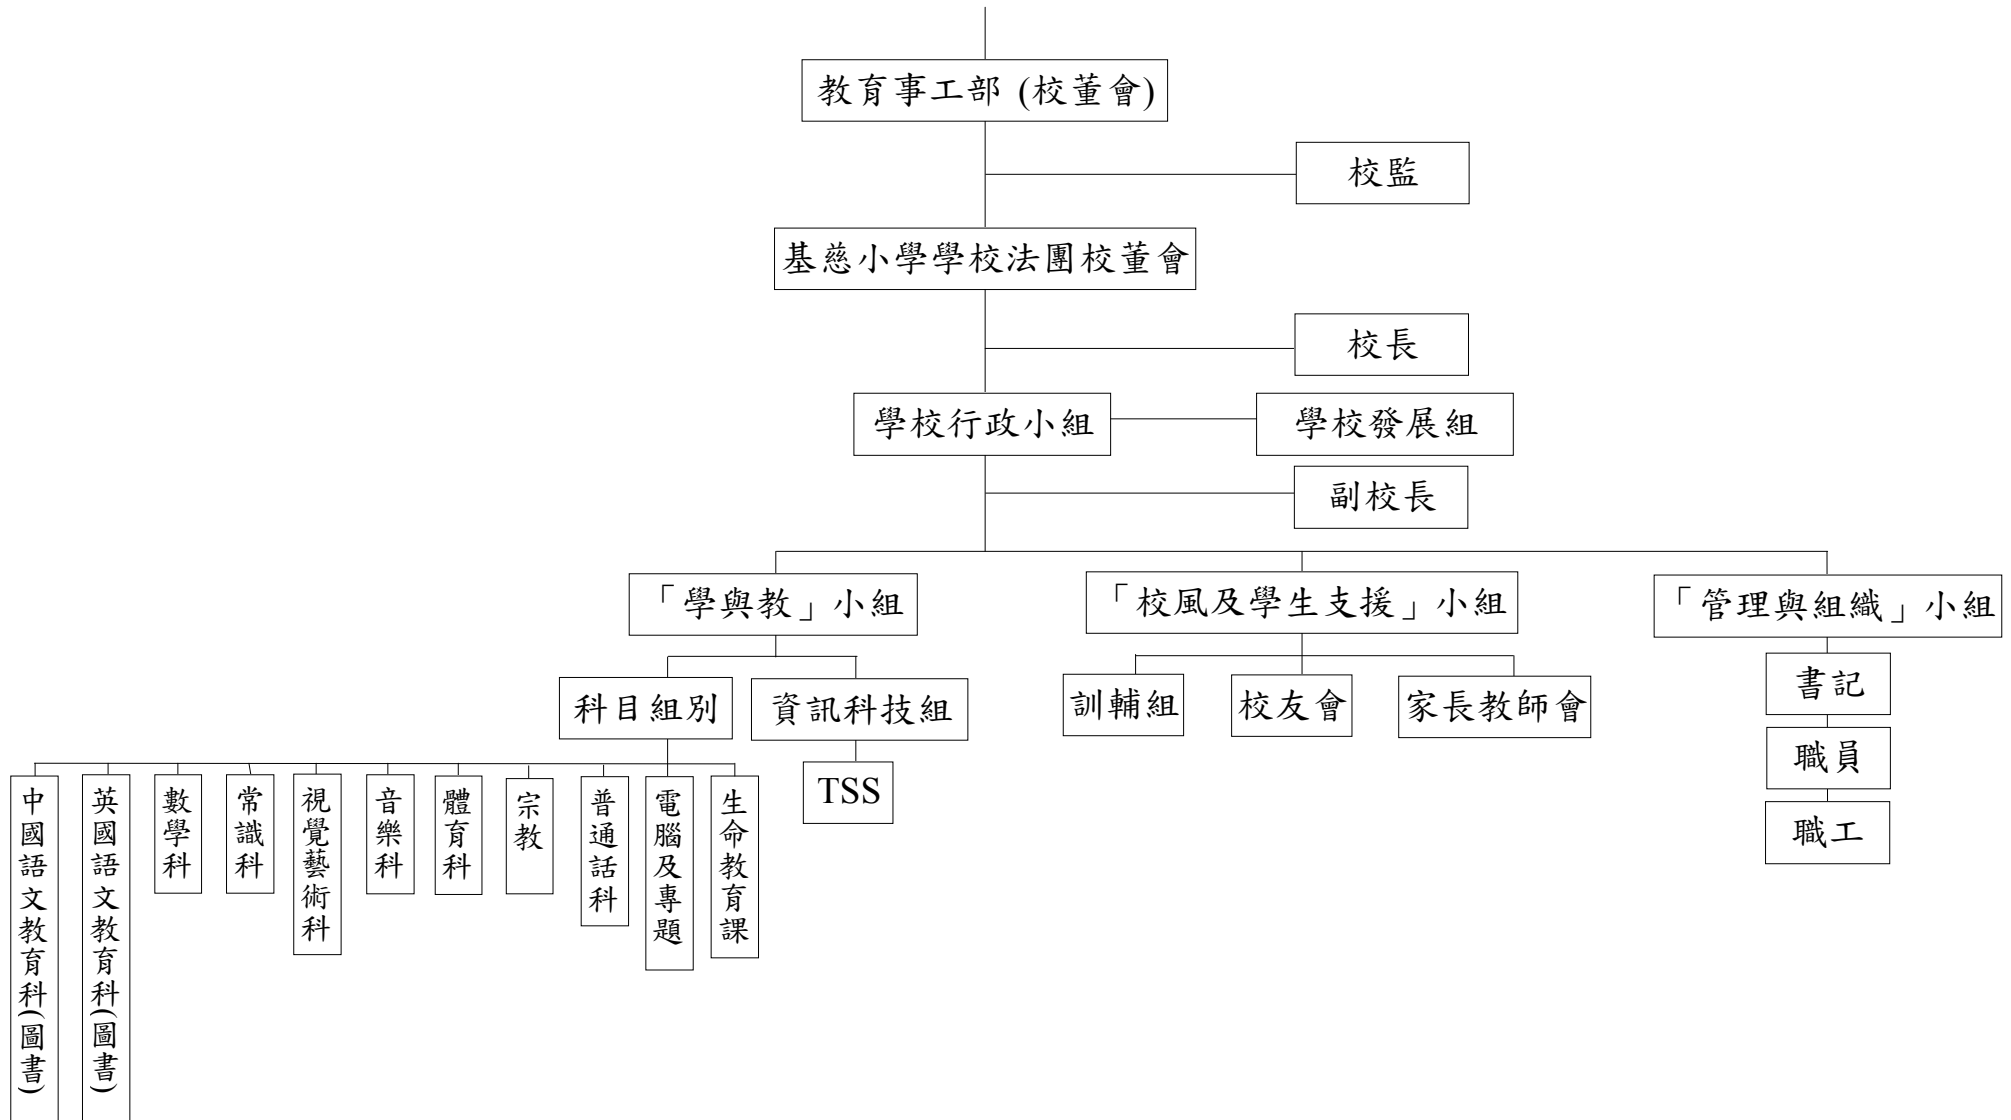 教育事工部 (校董會)
校監
基慈小學學校法團校董會
校長
學校行政小組
學校發展組
副校長
「學與教」小組
「校風及學生支援」小組
「管理與組織」小組
科目組別
資訊科技組
訓輔組
校友會
家長教師會
書記
職員
職工
TSS
中國語文教育科(圖書)
英國語文教育科(圖書)
數學科
常識科
視覺藝術科
音樂科
體育科
宗教
普通話科
電腦及專題
生命教育課